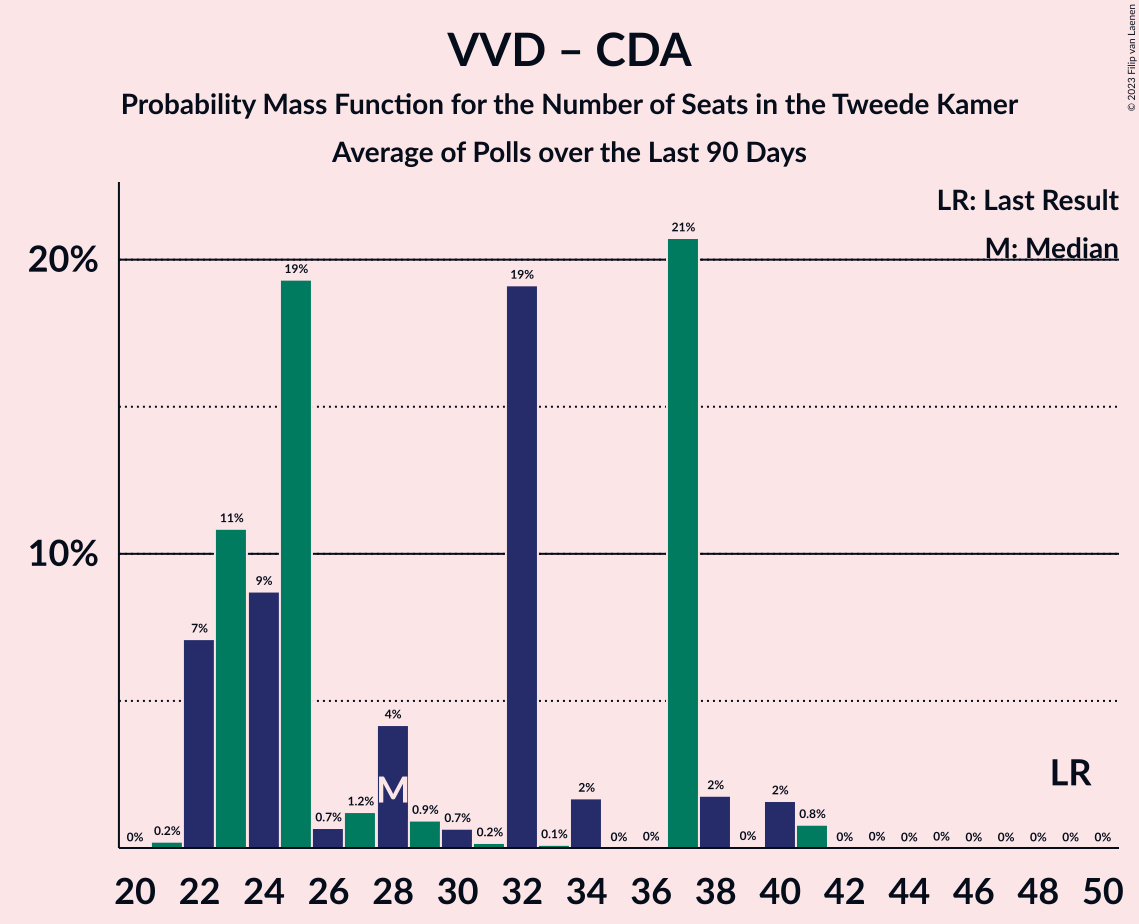 © 2023 Filip van Laenen
VVD – CDA
Probability Mass Function for the Number of Seats in the Tweede Kamer
Average of Polls over the Last 90 Days
LR: Last Result
M: Median
20%
10%
0% 0.2% 7% 11% 9% 19% 0.7% 1.2% 4% 0.9% 0.7% 0.2% 19% 0.1% 2% 0% 0% 21% 2% 0% 2% 0.8% 0% 0% 0% 0% 0% 0% 0% 0% 0%
M
LR
20 22 24 26 28 30 32 34 36 38 40 42 44 46 48 50